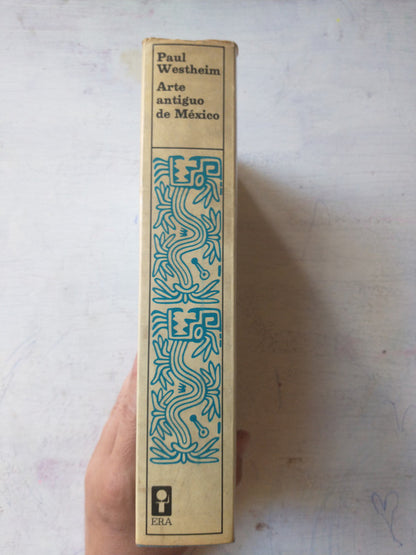 Paul
Westheim
Arte
antiguo
de México
ERA